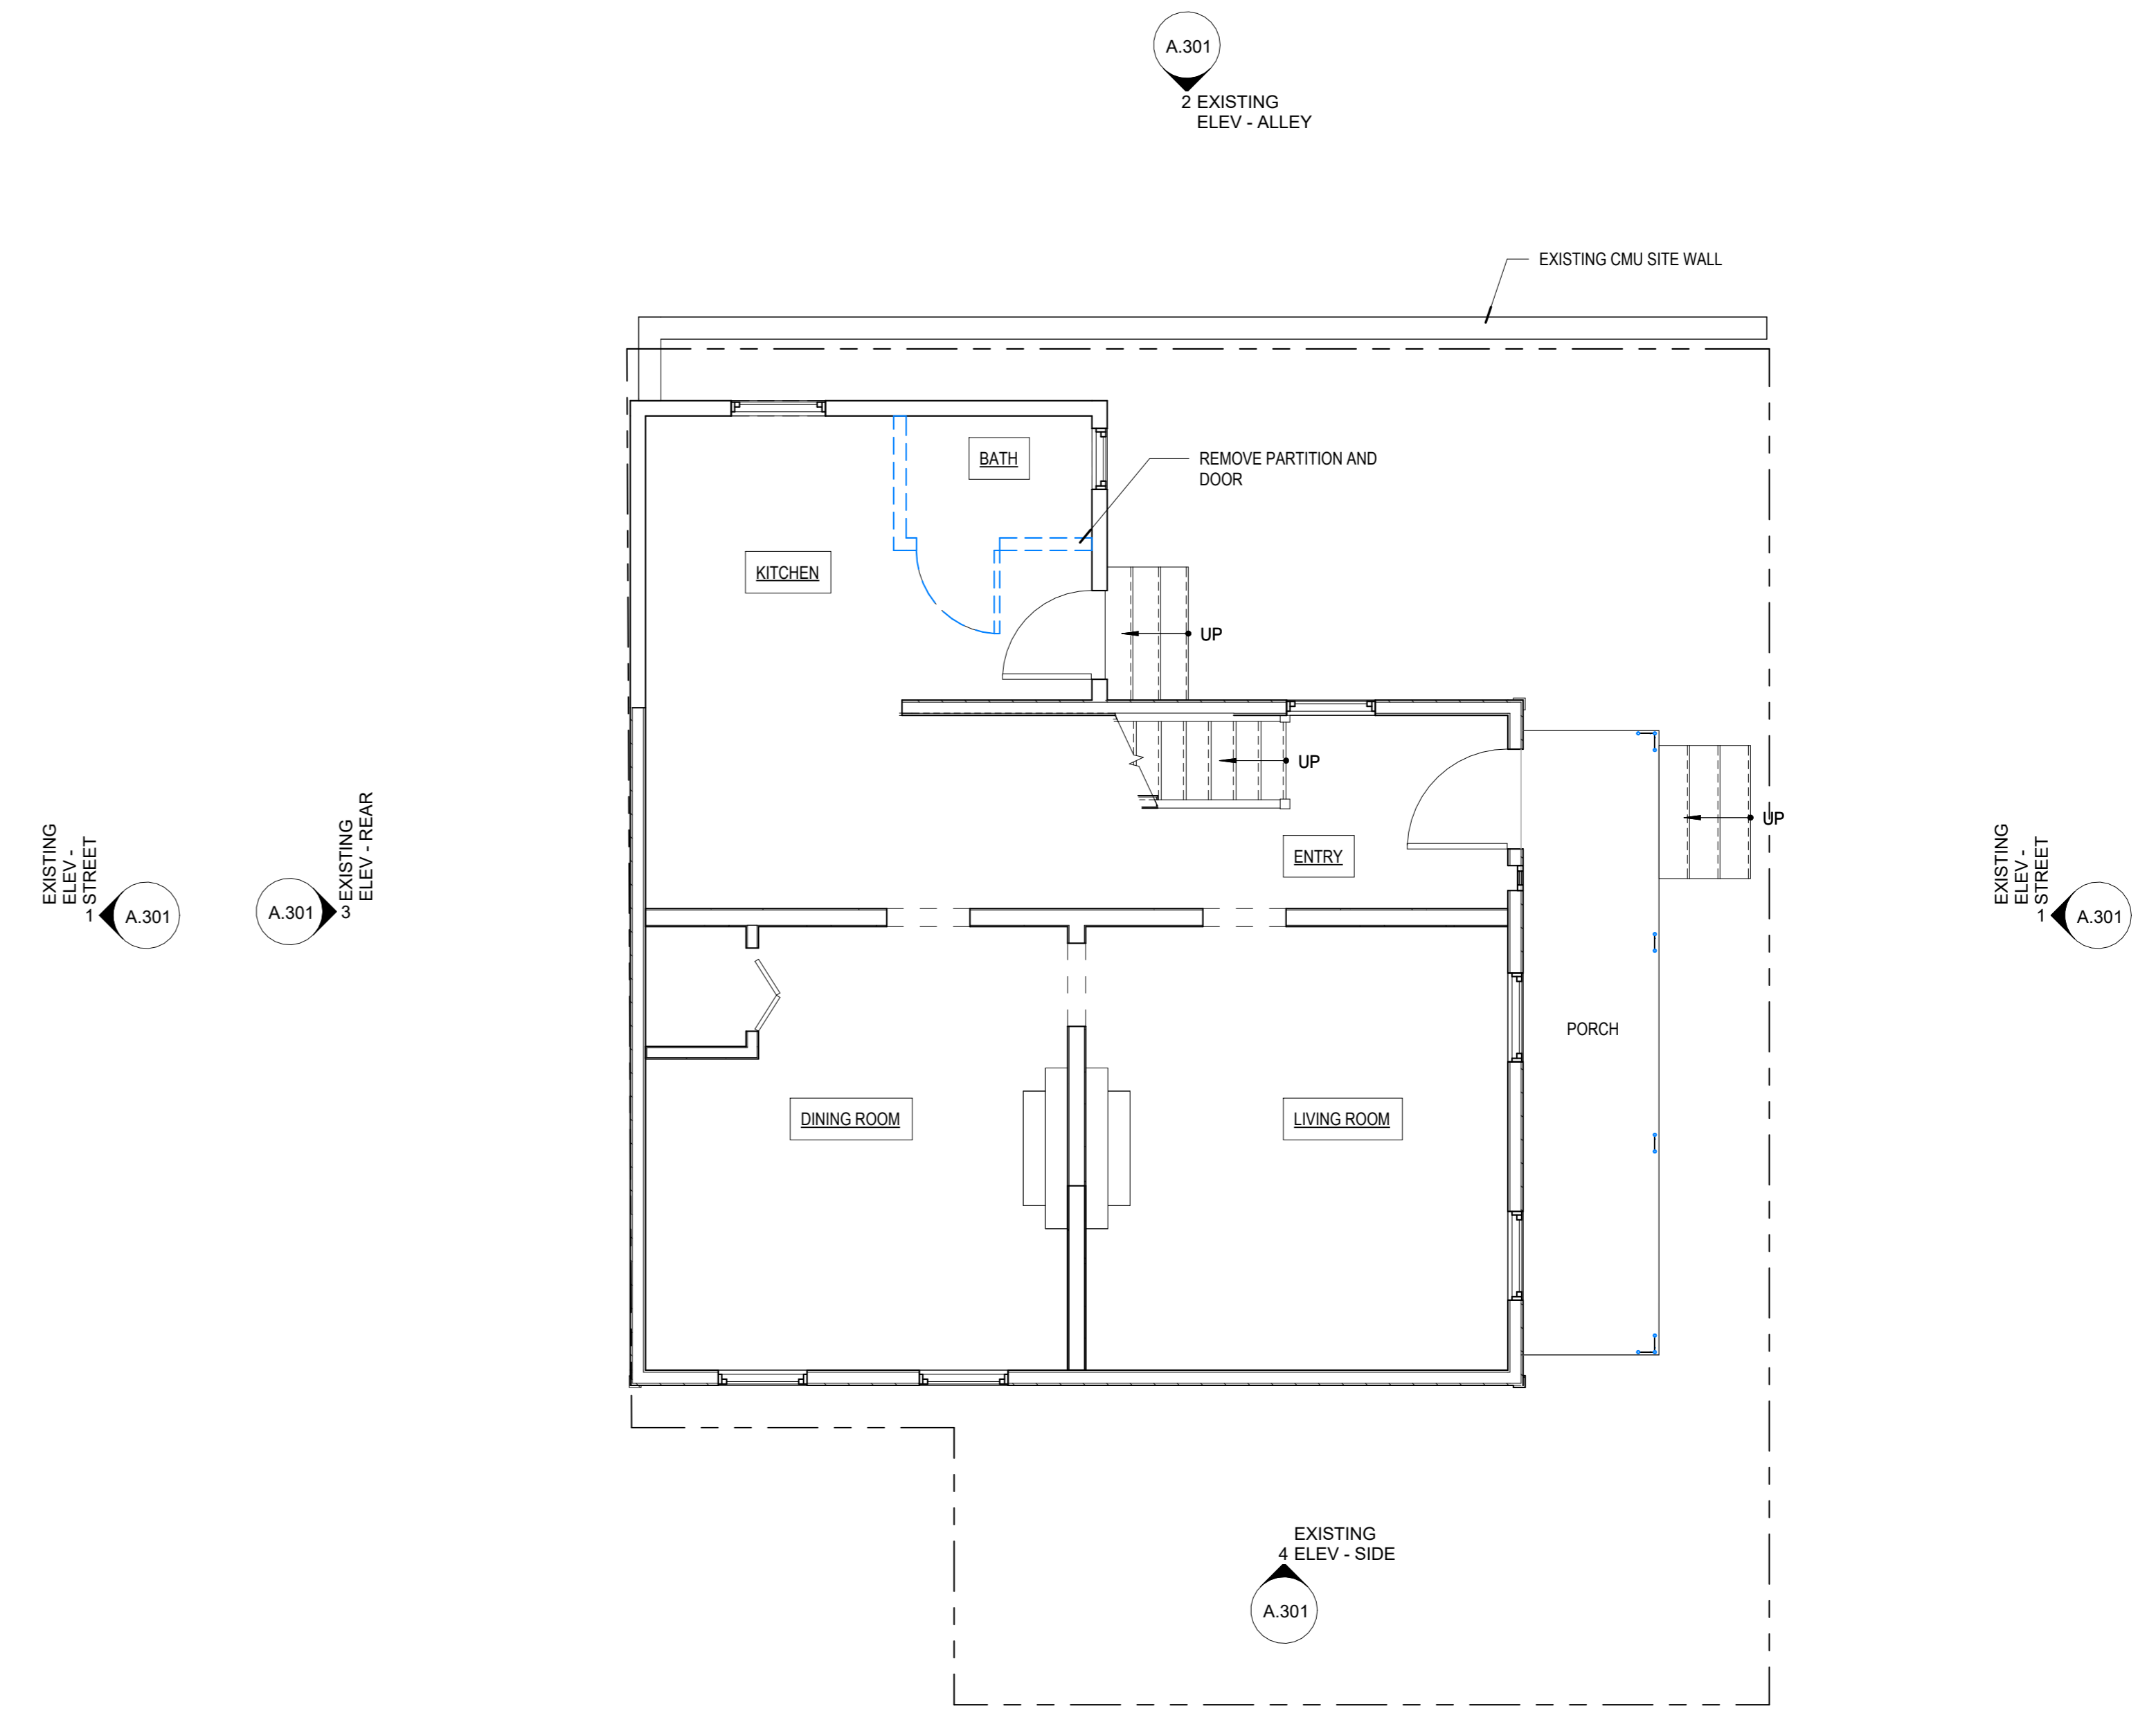 A.301
2 EXISTING
ELEV - ALLEY
EXISTING CMU SITE WALL
BATH
REMOVE PARTITION AND
DOOR
KITCHEN
UP
UP
UP
ENTRY
EXISTING
ELEV -
STREET
1
A.301
A.301
EXISTING
ELEV - REAR
3
EXISTING
ELEV -
STREET
1
A.301
PORCH
DINING ROOM
LIVING ROOM
EXISTING
4 ELEV - SIDE
A.301